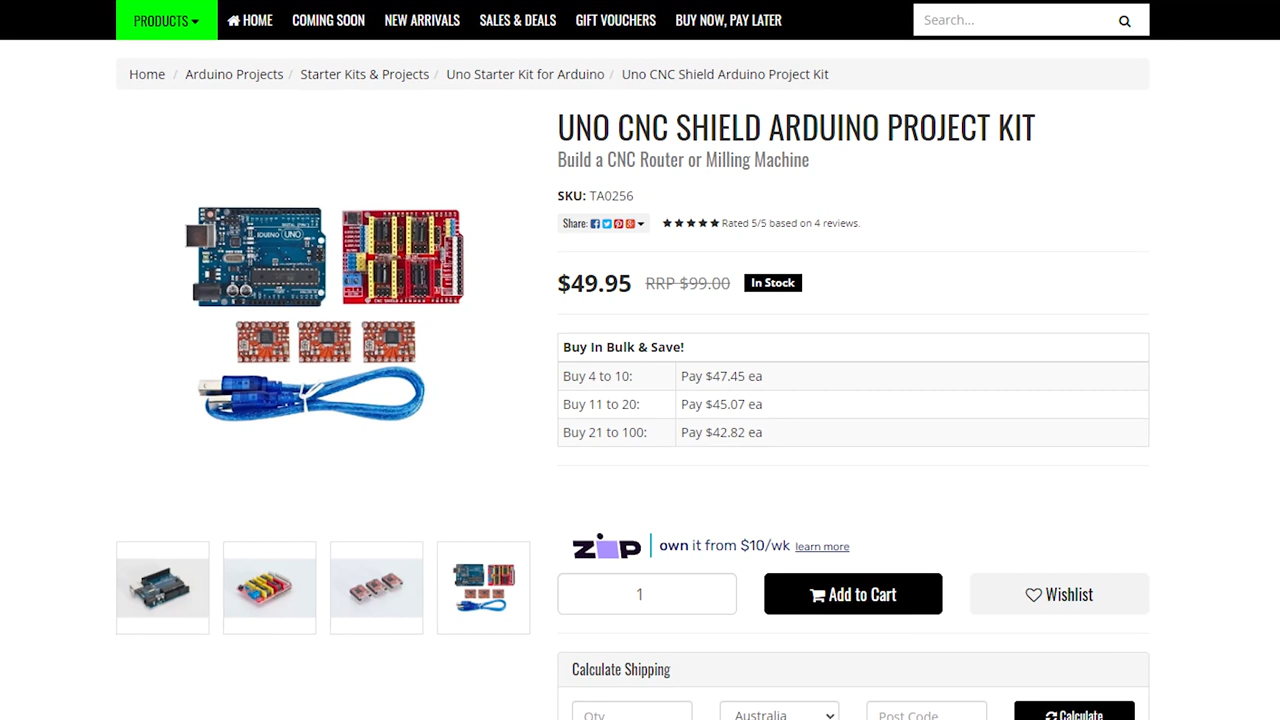 PRODUCTS
HOME
COMING SOON
NEW ARRIVALS
SALES & DEALS
GIFT VOUCHERS
BUY NOW, PAY LATER
Search...
Home / Arduino Projects / Starter Kits & Projects / Uno Starter Kit for Arduino / Uno CNC Shield Arduino Project Kit
UNO CNC SHIELD ARDUINO PROJECT KIT
Build a CNC Router or Milling Machine
SKU: TA0256
Share:
Rated 5/5 based on 4 reviews.
$49.95 RRP $99.00 In Stock
Buy In Bulk & Save!
Buy 4 to 10: Pay $47.45 ea
Buy 11 to 20: Pay $45.07 ea
Buy 21 to 100: Pay $42.82 ea
IDUINO UNO
CNC SHIELD
zip own it from $10/wk learn more
1
Add to Cart
Wishlist
Calculate Shipping
Qty
Australia
Post Code
Calculate